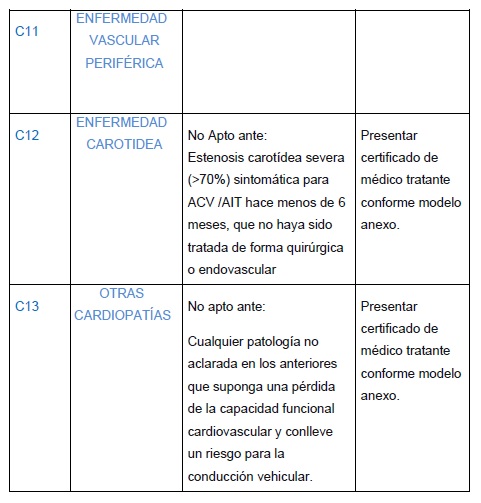 C11
ENFERMEDAD
VASCULAR
PERIFÉRICA
C12
ENFERMEDAD
CAROTIDEA
No Apto ante:
Estenosis carotídea severa
(>70%) sintomática para
ACV /AIT hace menos de 6
meses, que no haya sido
tratada de forma quirúrgica
o endovascular
Presentar
certificado de
médico tratante
conforme modelo
anexo.
C13
OTRAS
CARDIOPATÍAS
No apto ante:
Cualquier patología no
aclarada en los anteriores
que suponga una pérdida
de la capacidad funcional
cardiovascular y conlleve
un riesgo para la
conducción vehicular.
Presentar
certificado de
médico tratante
conforme modelo
anexo.